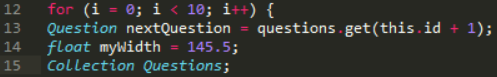 12 for (i = 0; i < 10; i++) {
13 Question nextQuestion = questions.get(this.id + 1);
14 float myWidth = 145.5;
15 Collection Questions;